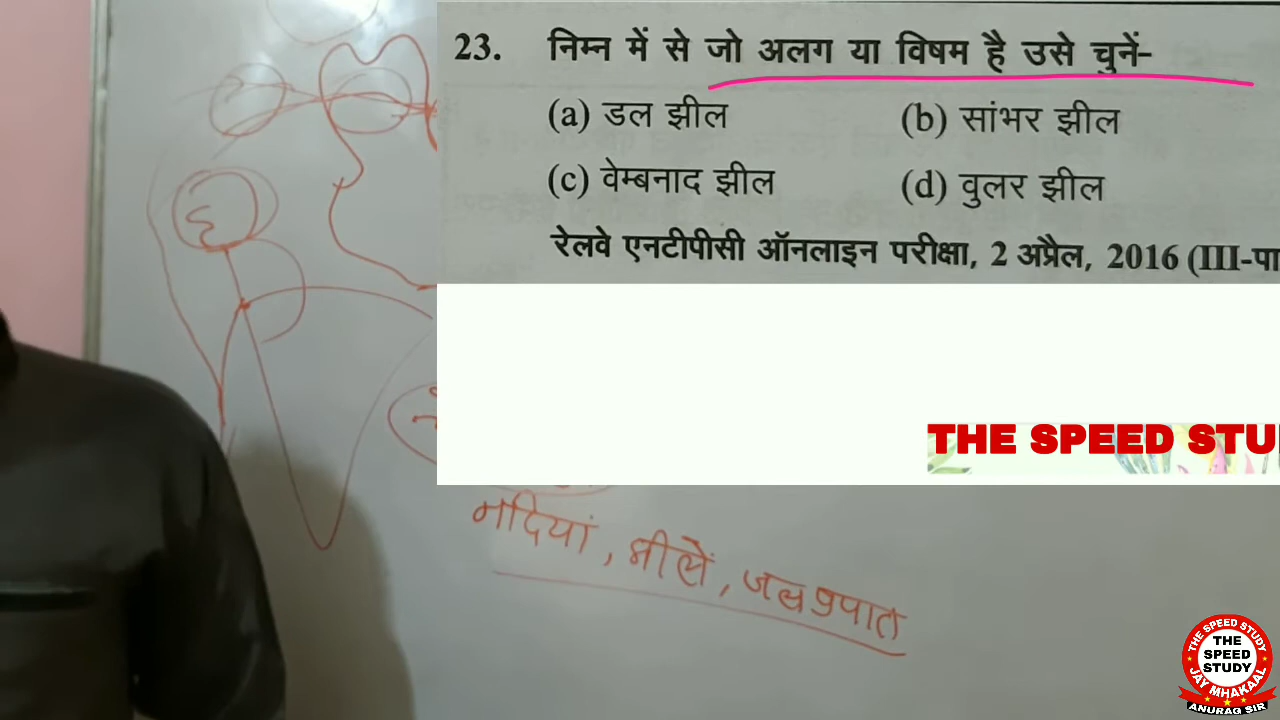 23. निम्न में से जो अलग या विषम है उसे चुनें-
(a) डल झील (b) सांभर झील
(c) वेम्बनाद झील (d) वुलर झील
रेलवे एनटीपीसी ऑनलाइन परीक्षा, 2 अप्रैल, 2016 (III-पा
THE SPEED STU
नदियां, झीलें, जलप्रपात
THE SPEED STUDY
THE
SPEED
STUDY
JAY MHAKAAL
ANURAG SIR